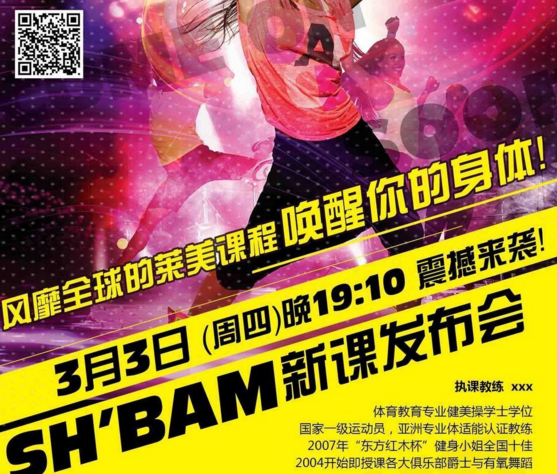 风靡全球的莱美课程唤醒你的身体!
3月3日 (周四)晚19:10 震撼来袭!
SH'BAM新课发布会
执课教练 xxx
体育教育专业健美操学士学位
国家一级运动员，亚洲专业体适能认证教练
2007年“东方红木杯”健身小姐全国十佳
2004开始即授课各大俱乐部爵士与有氧舞蹈